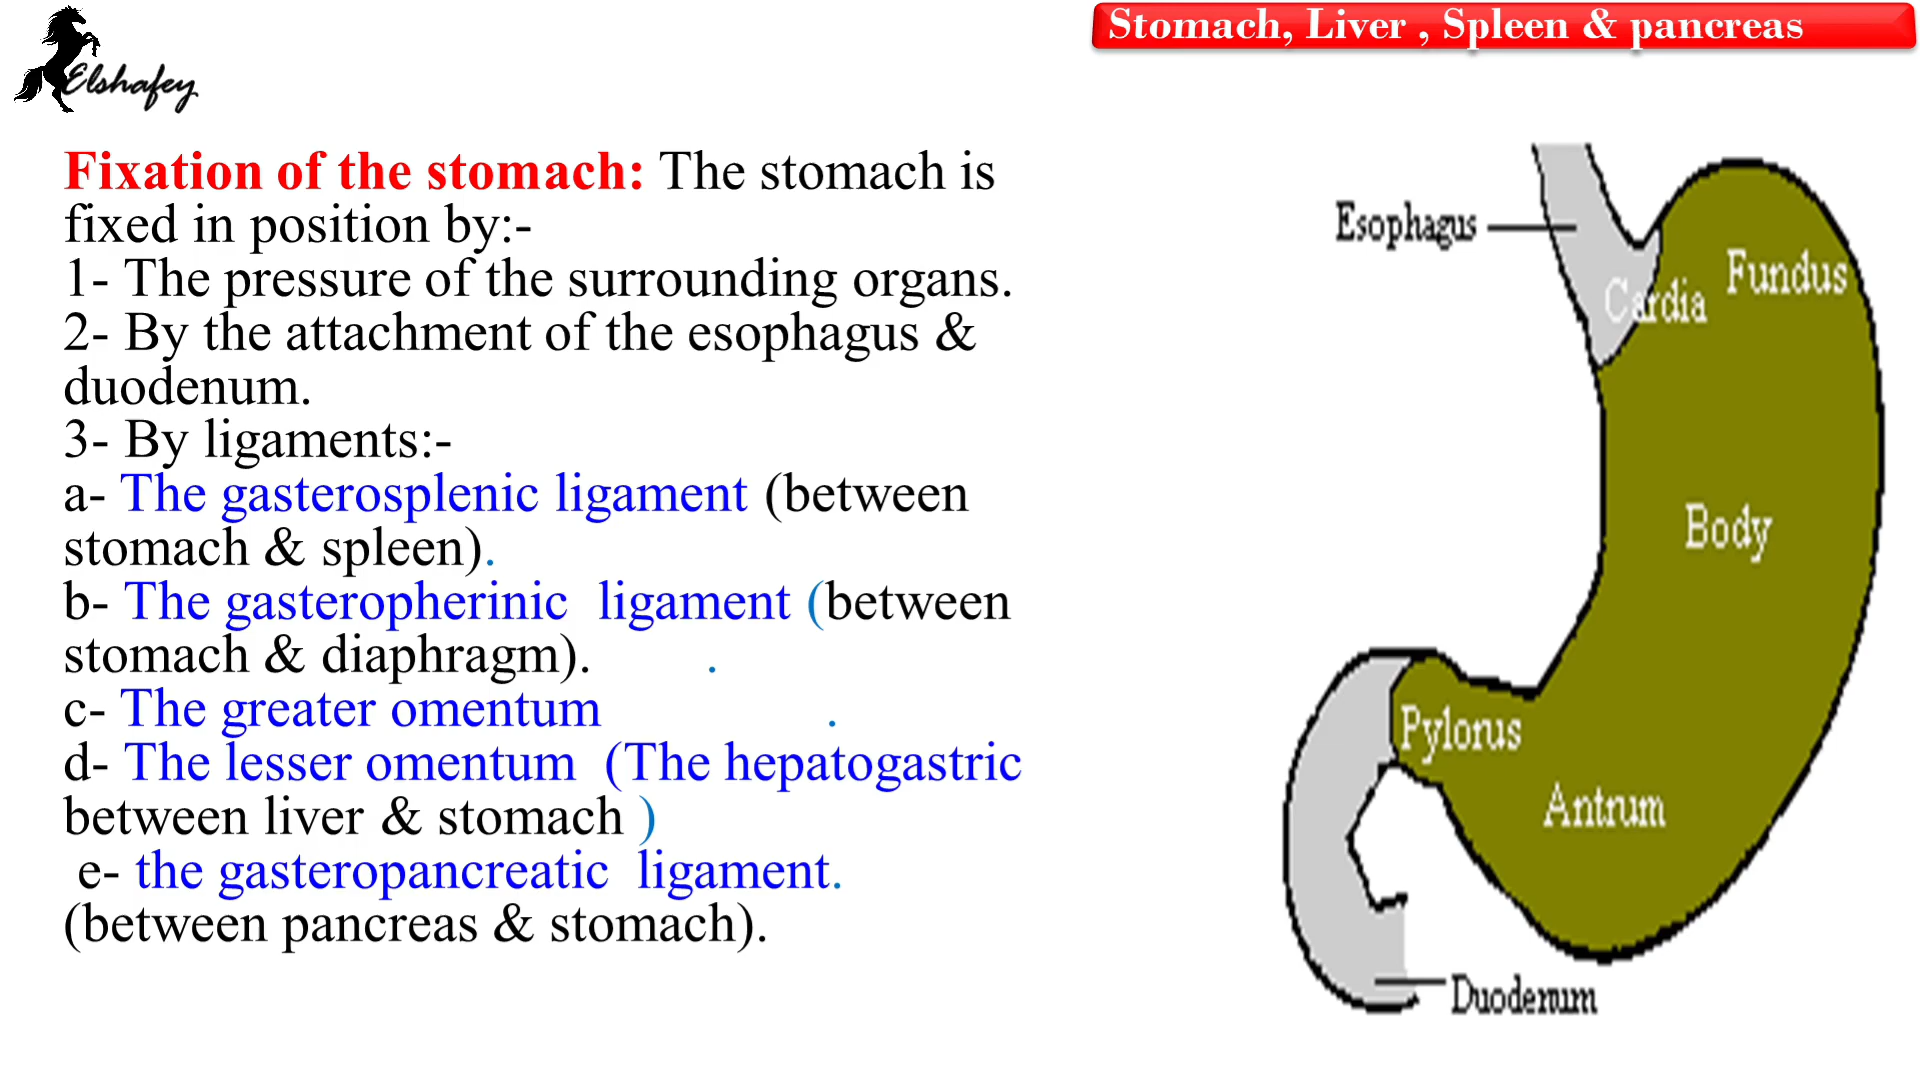 Elshafey
Stomach, Liver , Spleen & pancreas
Fixation of the stomach: The stomach is
fixed in position by:-
1- The pressure of the surrounding organs.
2- By the attachment of the esophagus &
duodenum.
3- By ligaments:-
a- The gasterosplenic ligament (between
stomach & spleen).
b- The gasteropherinic ligament (between
stomach & diaphragm). .
c- The greater omentum .
d- The lesser omentum (The hepatogastric
between liver & stomach )
e- the gasteropancreatic ligament.
(between pancreas & stomach).
Esophagus
Cardia
Fundus
Body
Pylorus
Antrum
Duodenum